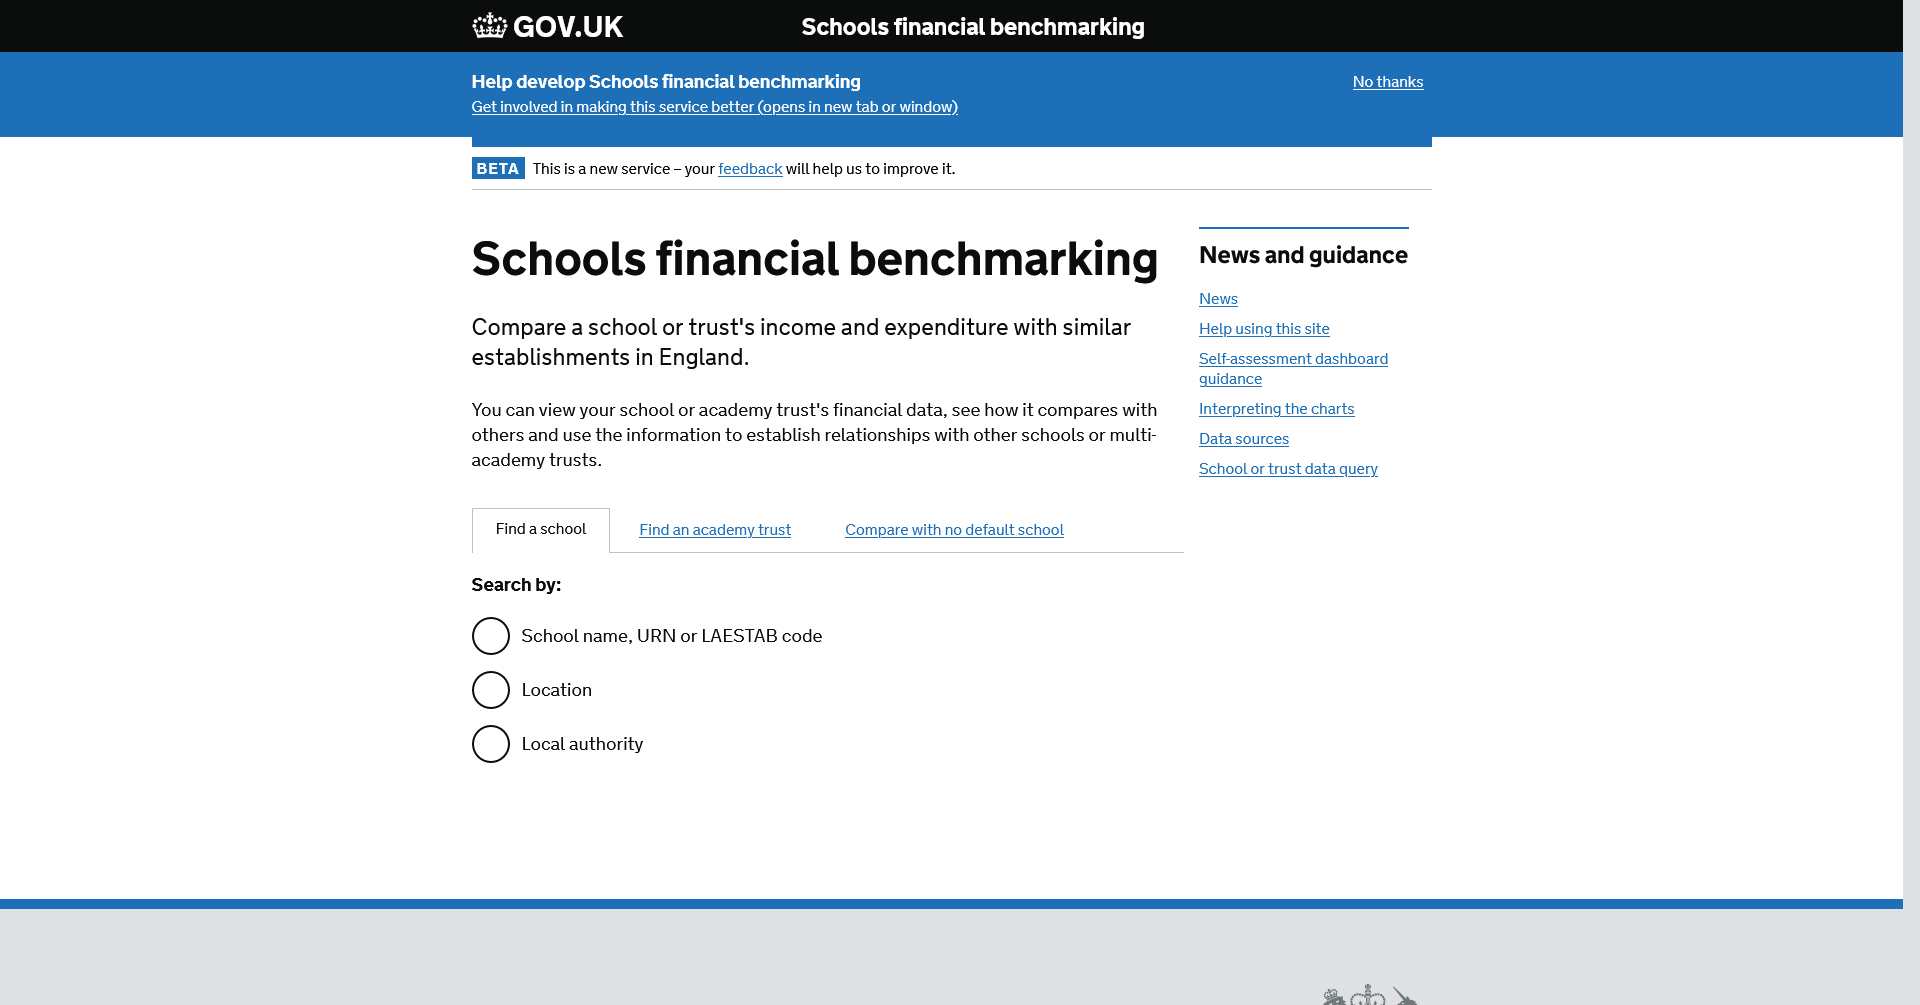 GOV.UK
Schools financial benchmarking
Help develop Schools financial benchmarking
No thanks
Get involved in making this service better (opens in new tab or window)
BETA This is a new service – your feedback will help us to improve it.
Schools financial benchmarking
Compare a school or trust's income and expenditure with similar
establishments in England.
You can view your school or academy trust's financial data, see how it compares with
others and use the information to establish relationships with other schools or multi-
academy trusts.
Find a school
Find an academy trust
Compare with no default school
Search by:
School name, URN or LAESTAB code
Location
Local authority
News and guidance
News
Help using this site
Self-assessment dashboard
guidance
Interpreting the charts
Data sources
School or trust data query